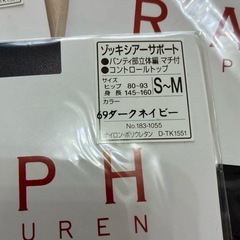 R A
R
ゾッキシアーサポート
●パンティ部立体編 マチ付
●コントロールトップ
サイズ
ヒップ 80-93
身長 145-160
S~M
カラー
69ダークネイビー
No.183-1055
ナイロン・ポリウレタン D-TK1551
P H
P
UREN
L